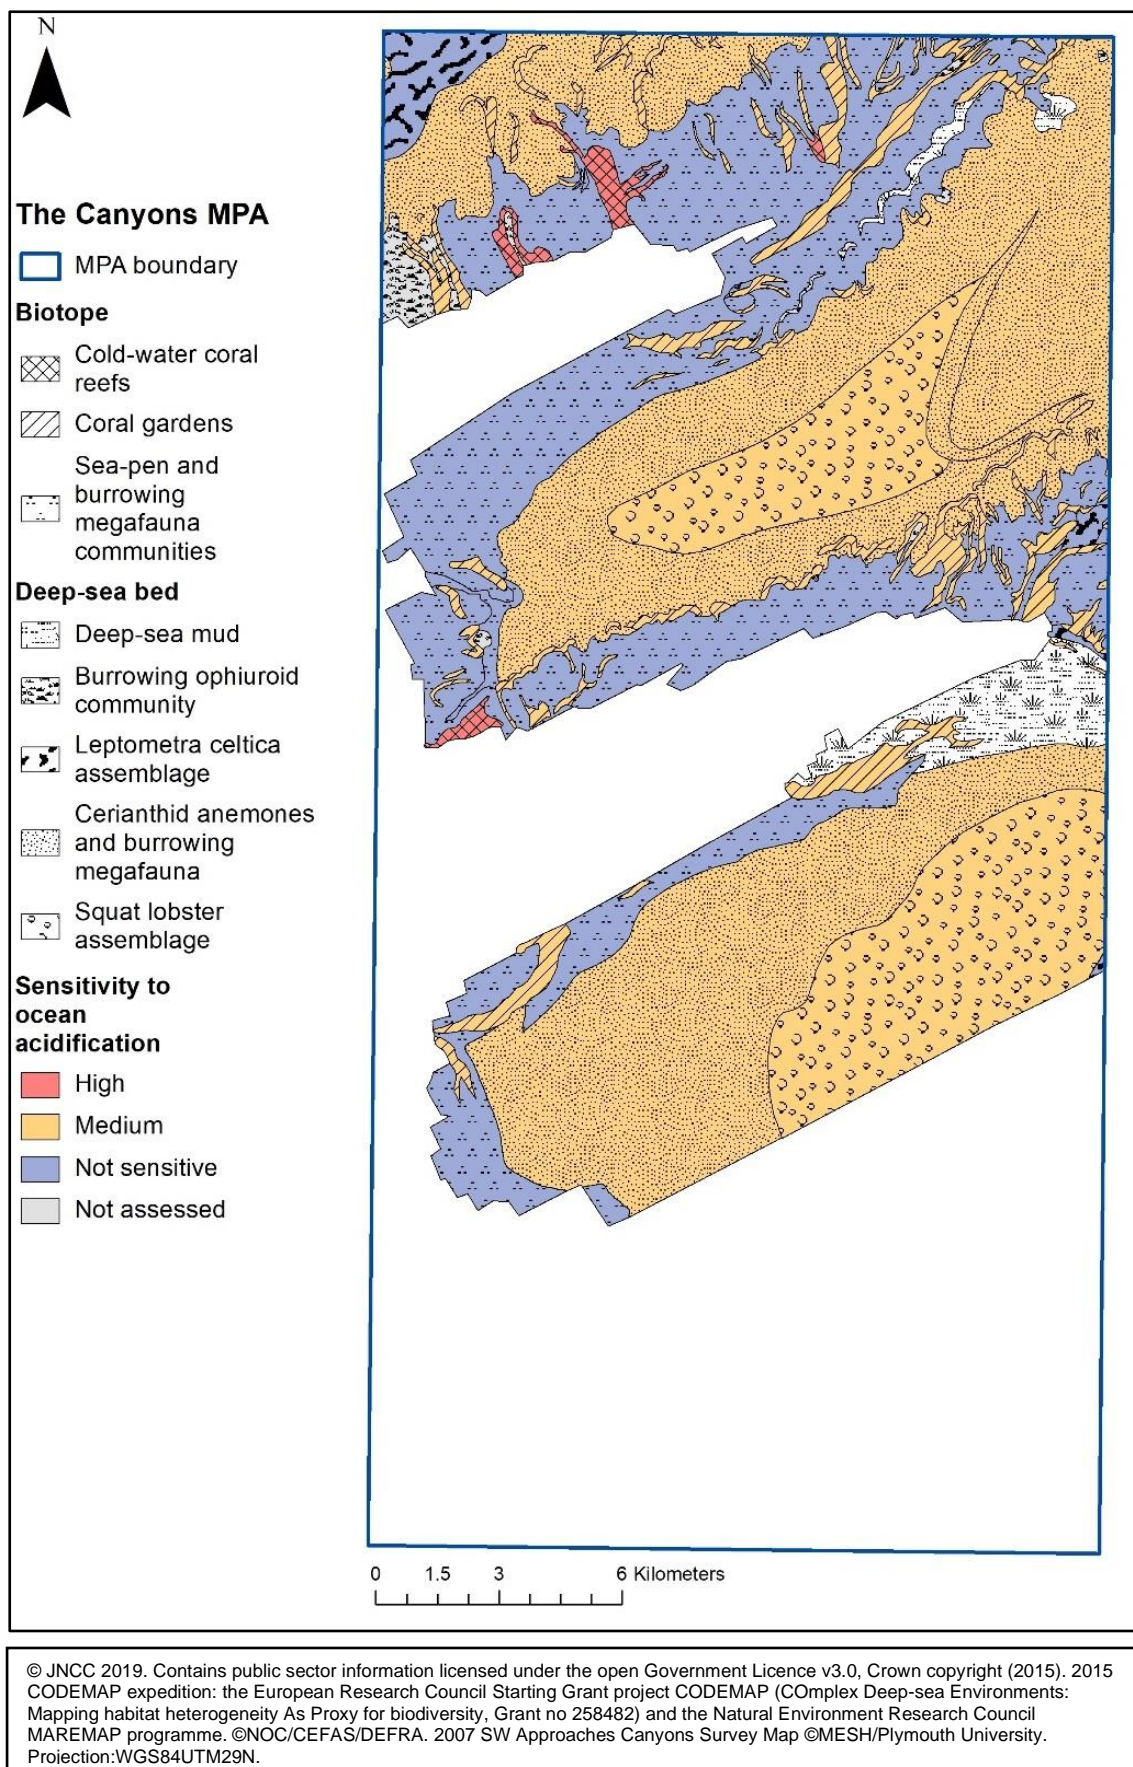 N
The Canyons MPA
MPA boundary
Biotope
Cold-water coral
reefs
Coral gardens
Sea-pen and
burrowing
megafauna
communities
Deep-sea bed
Deep-sea mud
Burrowing ophiuroid
community
Leptometra celtica
assemblage
Cerianthid anemones
and burrowing
megafauna
Squat lobster
assemblage
Sensitivity to
ocean
acidification
High
Medium
Not sensitive
Not assessed
0 1.5 3 6 Kilometers
© JNCC 2019. Contains public sector information licensed under the open Government Licence v3.0, Crown copyright (2015). 2015
CODEMAP expedition: the European Research Council Starting Grant project CODEMAP (COmplex Deep-sea Environments:
Mapping habitat heterogeneity As Proxy for biodiversity, Grant no 258482) and the Natural Environment Research Council
MAREMAP programme. ©NOC/CEFAS/DEFRA. 2007 SW Approaches Canyons Survey Map ©MESH/Plymouth University.
Projection:WGS84UTM29N.